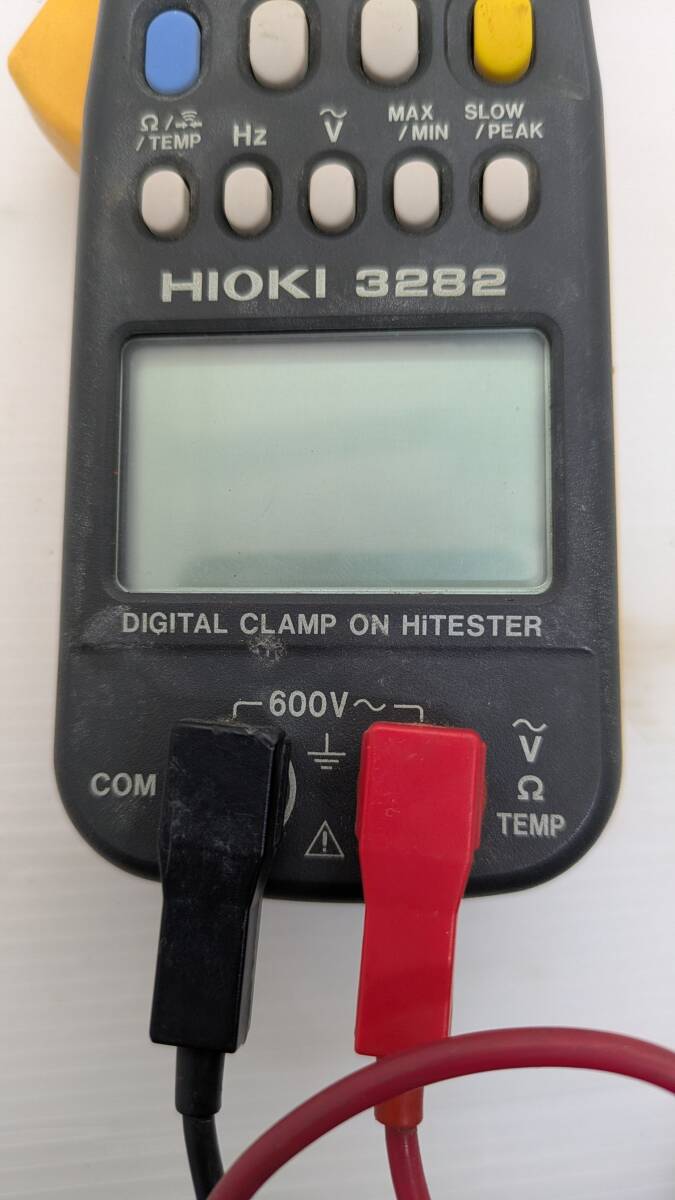 Ω/
/TEMP
Hz
Ṽ
MAX
/MIN
SLOW
/PEAK
HIOKI 3282
DIGITAL CLAMP ON HiTESTER
600V~
COM
Ṽ
Ω
TEMP